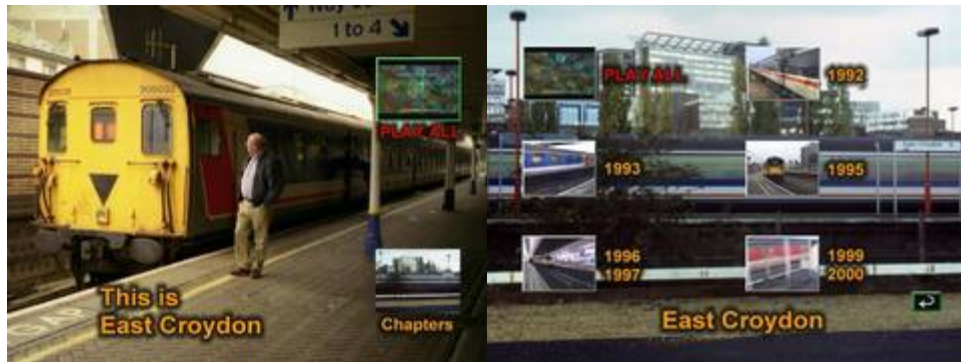 1 to 4
PLAY ALL
This is
East Croydon
Chapters
GAP
PLAY ALL
1992
1993
1995
1996
1997
1999
2000
East Croydon